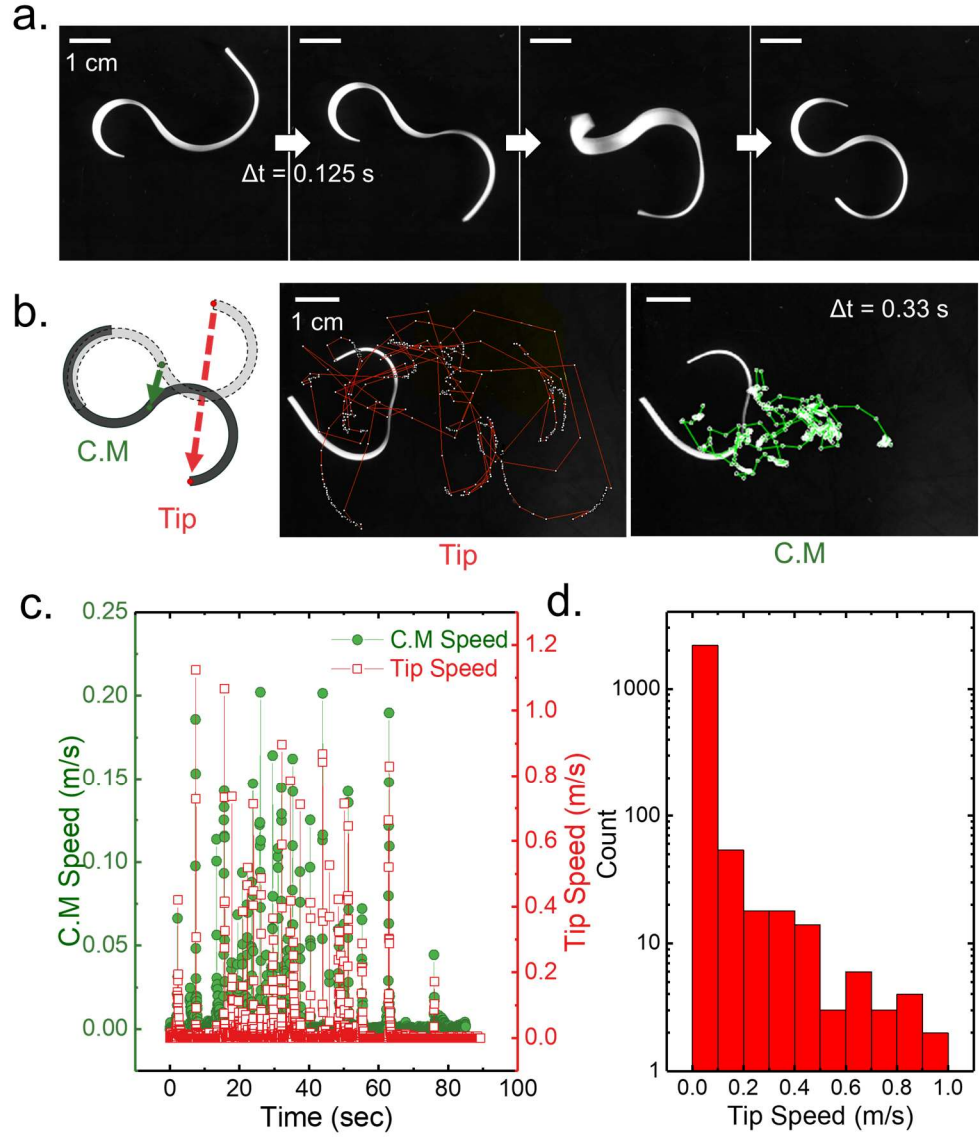 a.
1 cm
Δt = 0.125 s
b.
C.M
Tip
1 cm
Tip
Δt = 0.33 s
C.M
c.
C.M Speed
Tip Speed
C.M Speed (m/s)
0.25
0.20
0.15
0.10
0.05
0.00
Tip Speed (m/s)
1.2
1.0
0.8
0.6
0.4
0.2
0.0
0 20 40 60 80 100
Time (sec)
d.
Count
1000
100
10
1
0.0 0.2 0.4 0.6 0.8 1.0
Tip Speed (m/s)